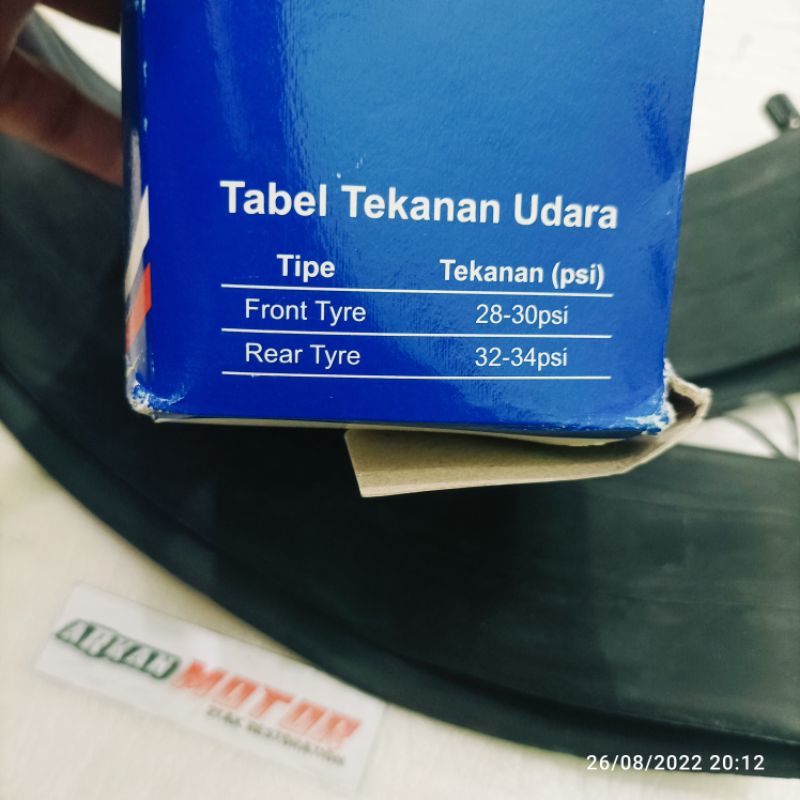 Tabel Tekanan Udara
Tipe Tekanan (psi)
Front Tyre 28-30psi
Rear Tyre 32-34psi
ARKAN MOTOR
26/08/2022 20:12